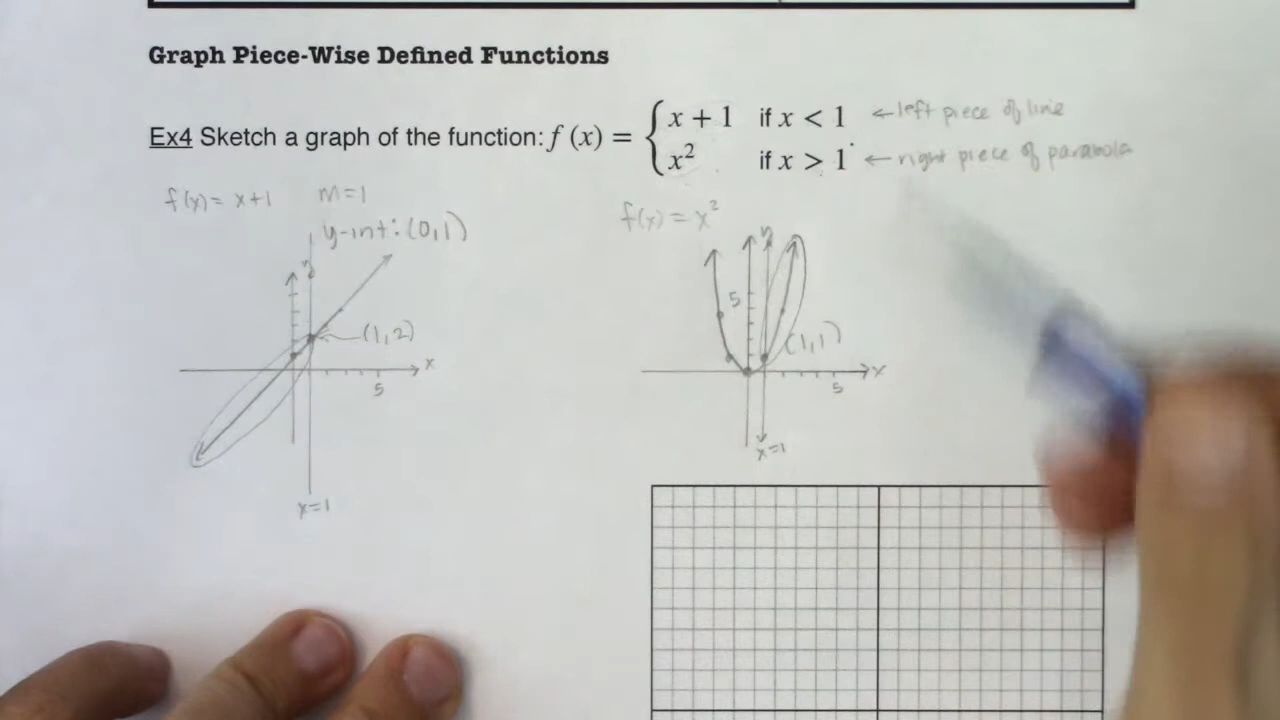 Graph Piece-Wise Defined Functions
x + 1 if x < 1 ← left piece of line
Ex4 Sketch a graph of the function: f (x) = {
x² if x > 1 ← right piece of parabola
f(x) = x+1 m=1
f(x) = x²
y-int: (0,1)
y
y
5
(1,2)
(1,1)
x
x
5
5
x=1
x=1